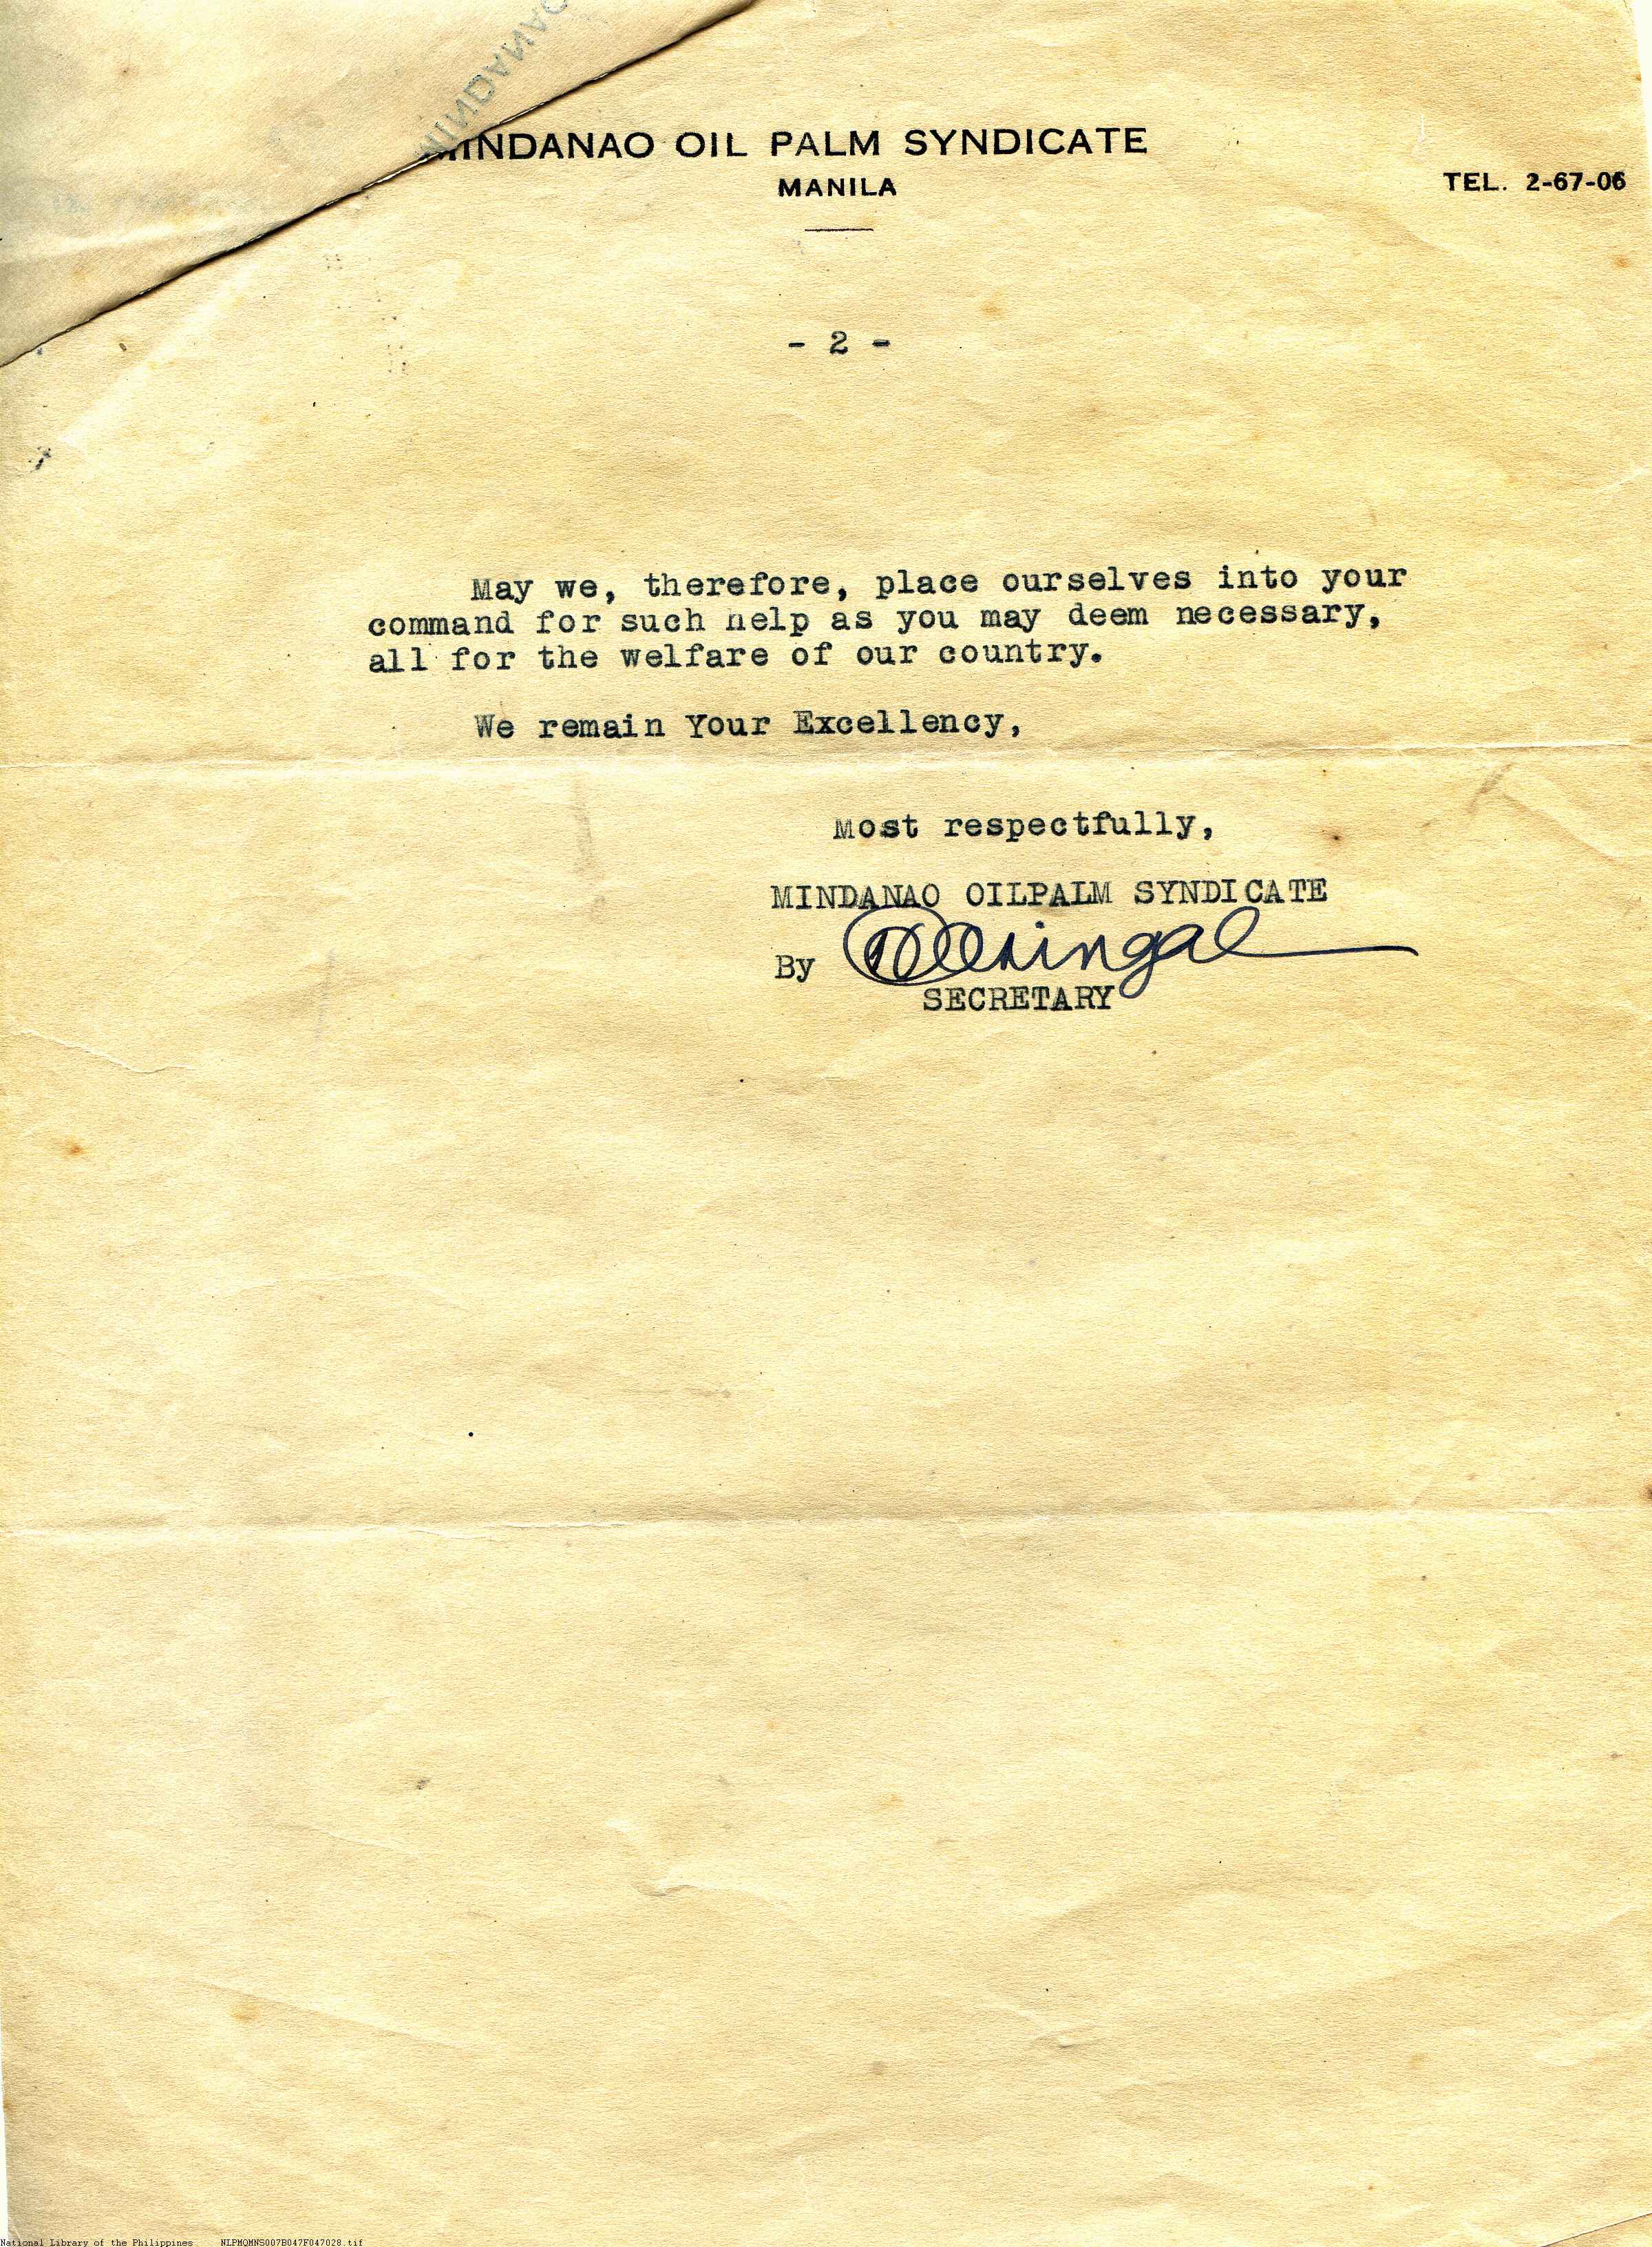 MINDANAO
MINDANAO OIL PALM SYNDICATE
MANILA
TEL. 2-67-06
- 2 -
May we, therefore, place ourselves into your
command for such help as you may deem necessary,
all for the welfare of our country.
We remain Your Excellency,
Most respectfully,
MINDANAO OILPALM SYNDICATE
By
SECRETARY
National Library of the Philippines NLPMQMNS007B047F047028.tif